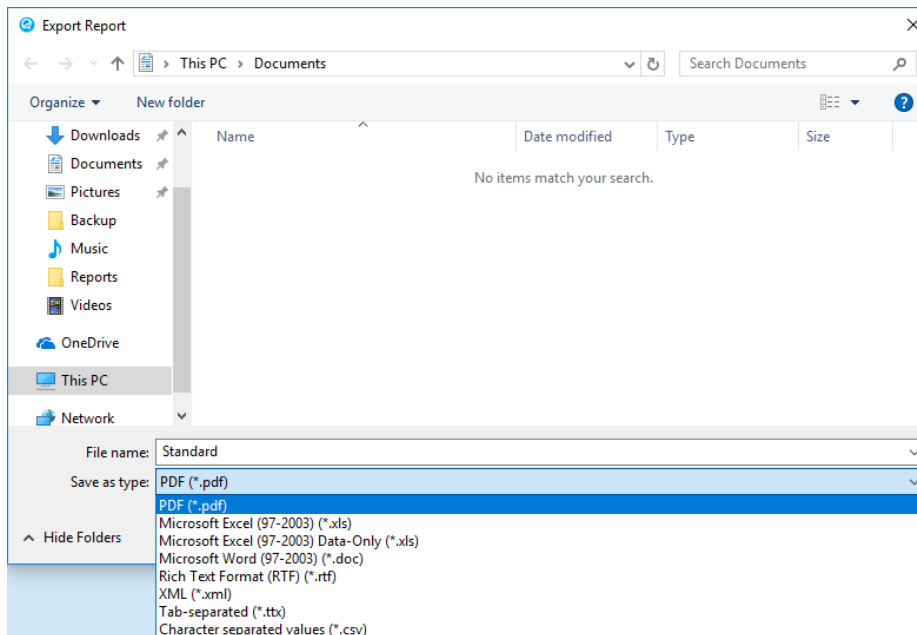 Export Report
This PC > Documents
Search Documents
Organize New folder
Name Date modified Type Size
No items match your search.
Downloads
Documents
Pictures
Backup
Music
Reports
Videos
OneDrive
This PC
Network
File name: Standard
Save as type: PDF (*.pdf)
PDF (*.pdf)
Microsoft Excel (97-2003) (*.xls)
Microsoft Excel (97-2003) Data-Only (*.xls)
Microsoft Word (97-2003) (*.doc)
Rich Text Format (RTF) (*.rtf)
XML (*.xml)
Tab-separated (*.ttx)
Character separated values (*.csv)
Hide Folders